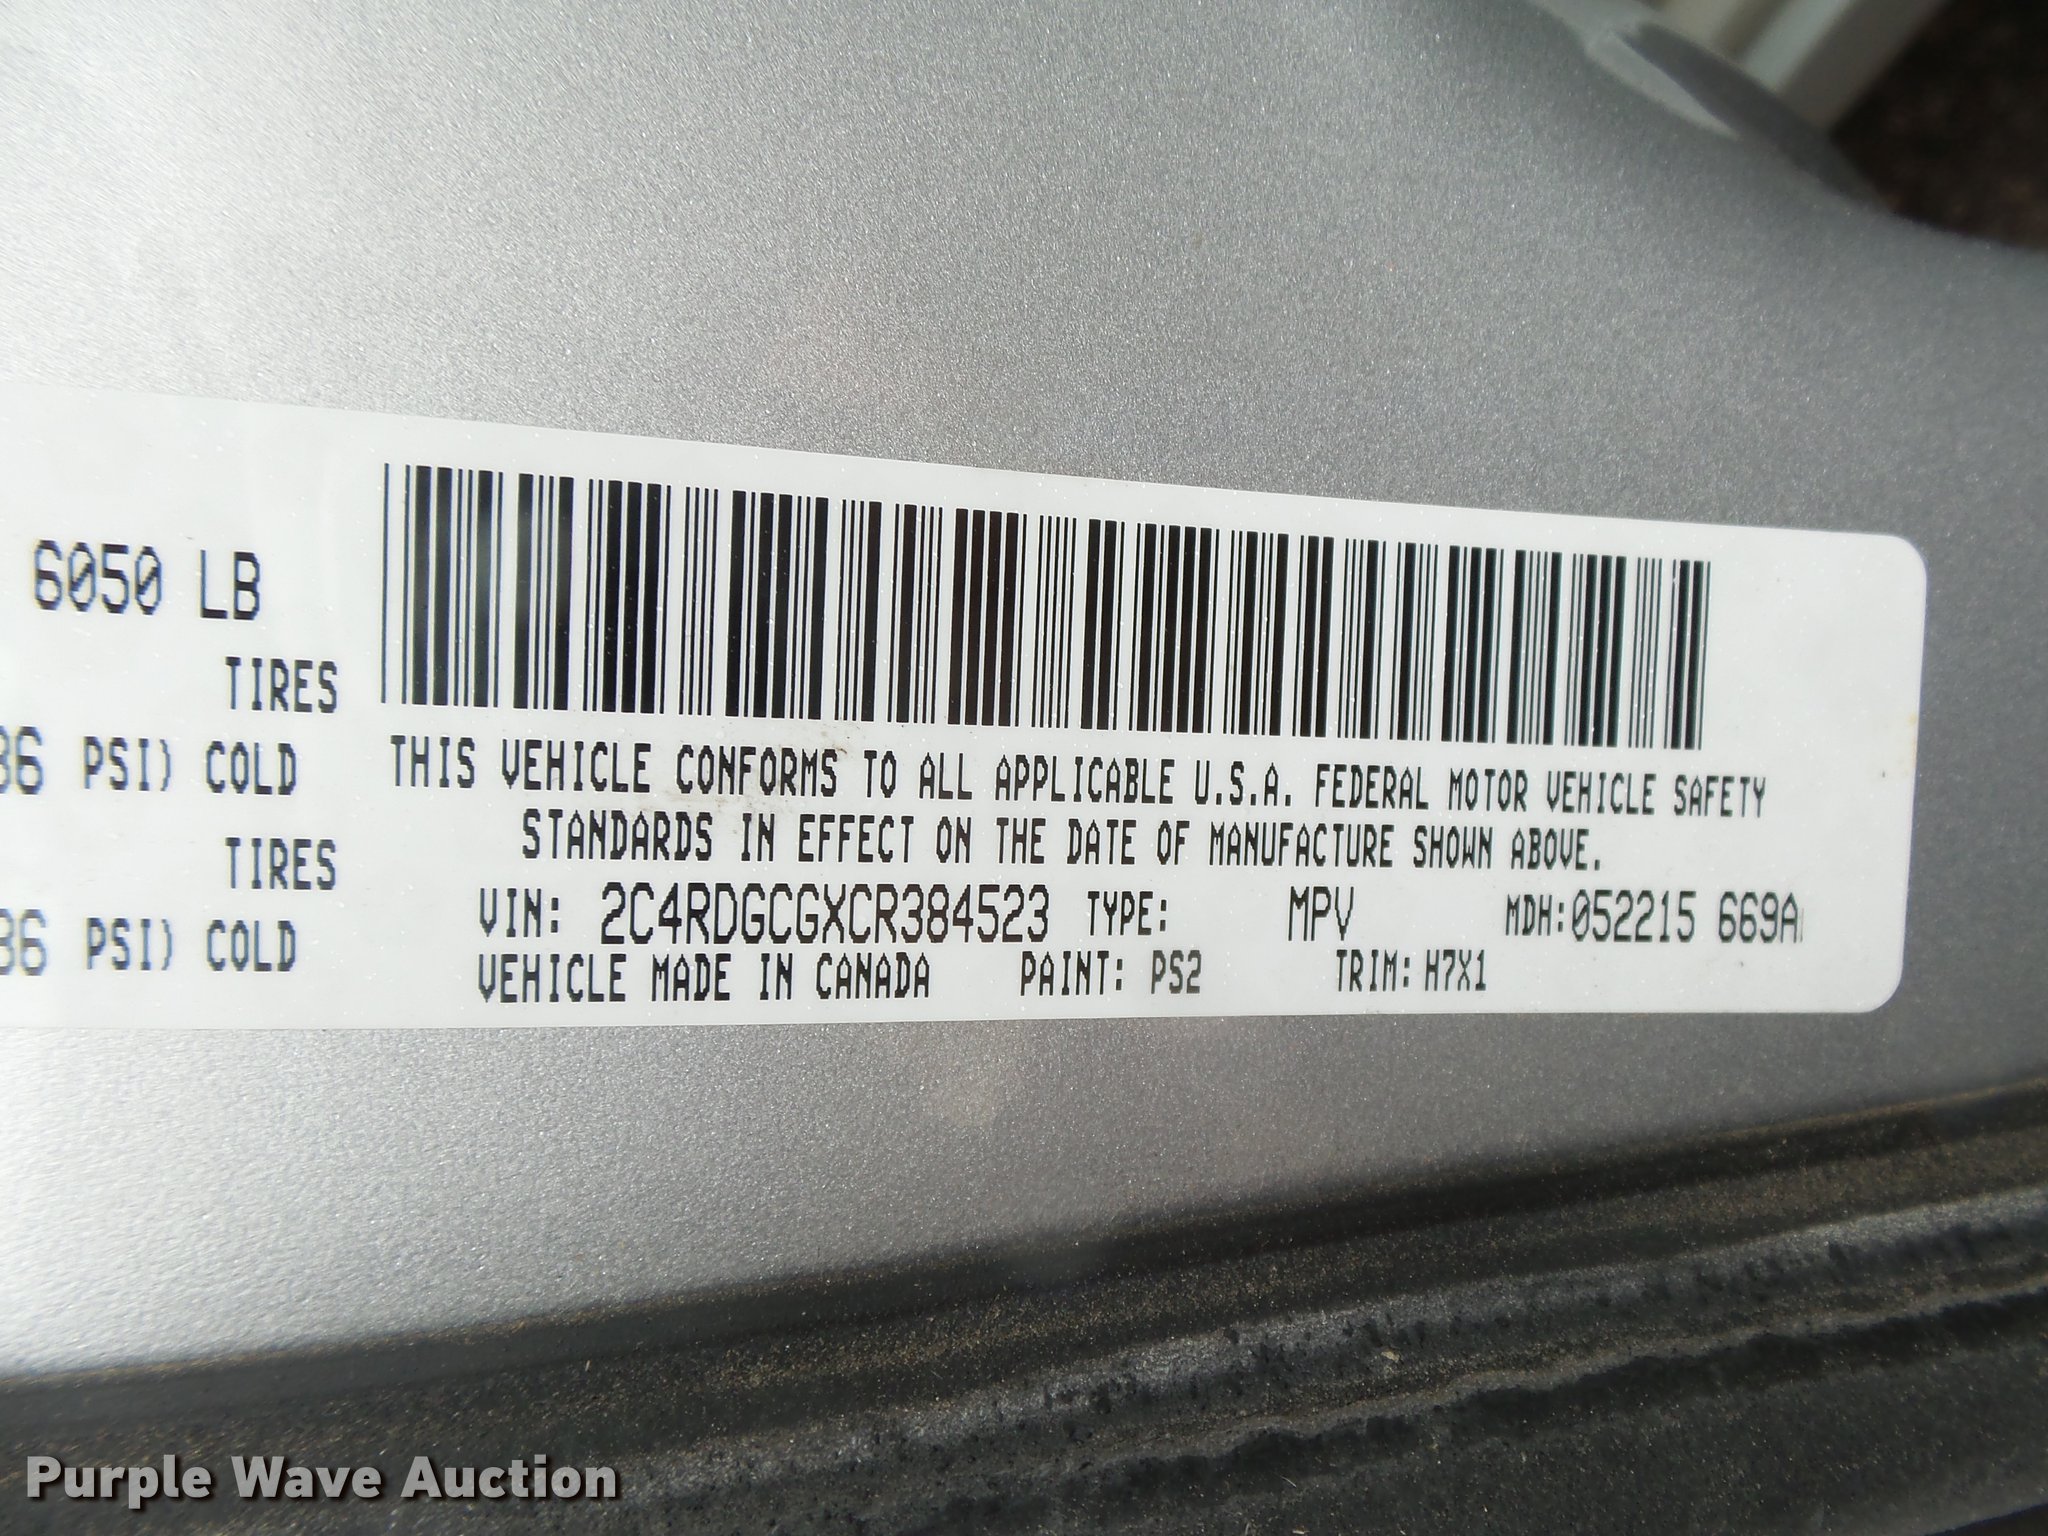 6050 LB
TIRES
36 PSI) COLD
TIRES
36 PSI) COLD
THIS VEHICLE CONFORMS TO ALL APPLICABLE U.S.A. FEDERAL MOTOR VEHICLE SAFETY
STANDARDS IN EFFECT ON THE DATE OF MANUFACTURE SHOWN ABOVE.
VIN: 2C4RDGCGXCR384523 TYPE: MPV MDH:052215 669A
VEHICLE MADE IN CANADA PAINT: PS2 TRIM: H7X1
Purple Wave Auction